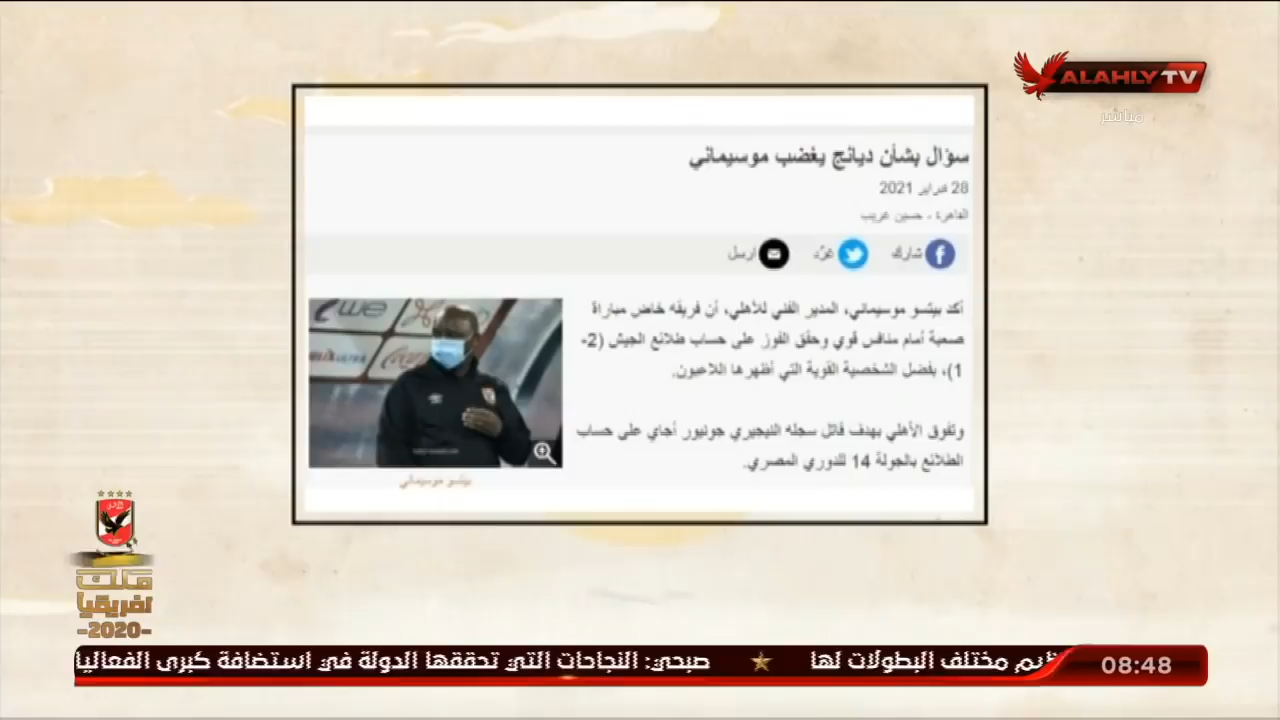 ALAHLY TV
مباشر
سؤال بشأن ديانج يغضب موسيماني
28 فبراير 2021
القاهرة ـ حسين غريب
شارك
غرّد
ارسل
أكد بيتسو موسيماني، المدير الفني للأهلي، أن فريقه خاض مباراة
صعبة أمام منافس قوي وحقق الفوز على حساب طلائع الجيش (2-
1)، بفضل الشخصية القوية التي أظهرها اللاعبون.
وتفوق الأهلي بهدف قاتل سجله النيجيري جونيور أجاي على حساب
الطلائع بالجولة 14 للدوري المصري.
we
بيتسو موسيماني
ملك
إفريقيا
-2020-
مختلف البطولات لها ★ صبحي: النجاحات التي تحققها الدولة في استضافة كبرى
08:48